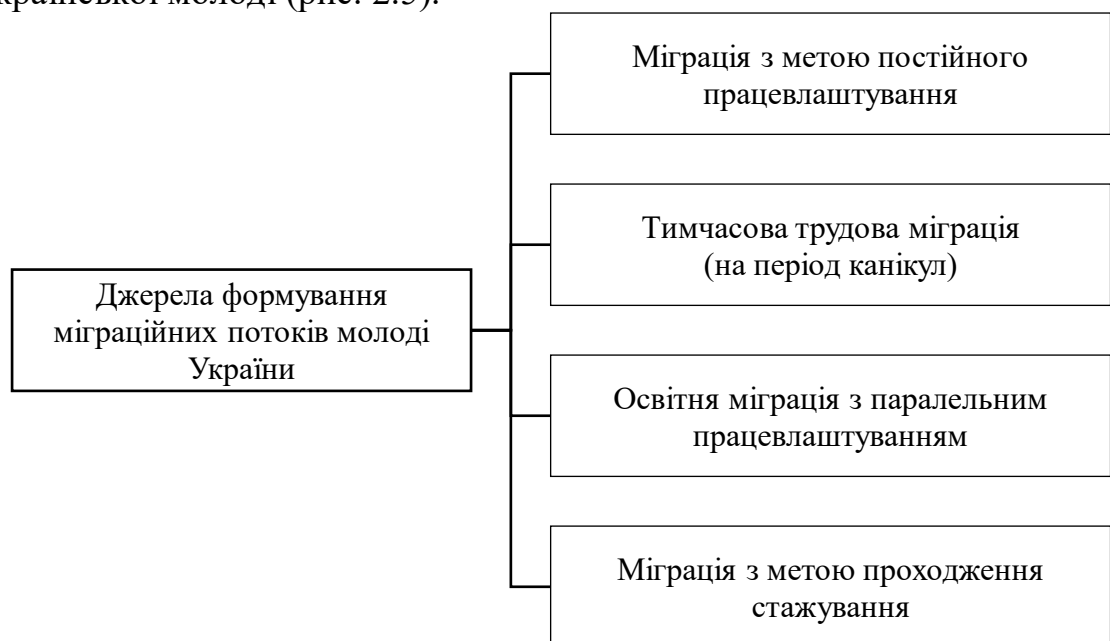 країнської молоді (рис. 2.5).
Міграція з метою постійного
працевлаштування
Тимчасова трудова міграція
(на період канікул)
Джерела формування
міграційних потоків молоді
України
Освітня міграція з паралельним
працевлаштуванням
Міграція з метою проходження
стажування